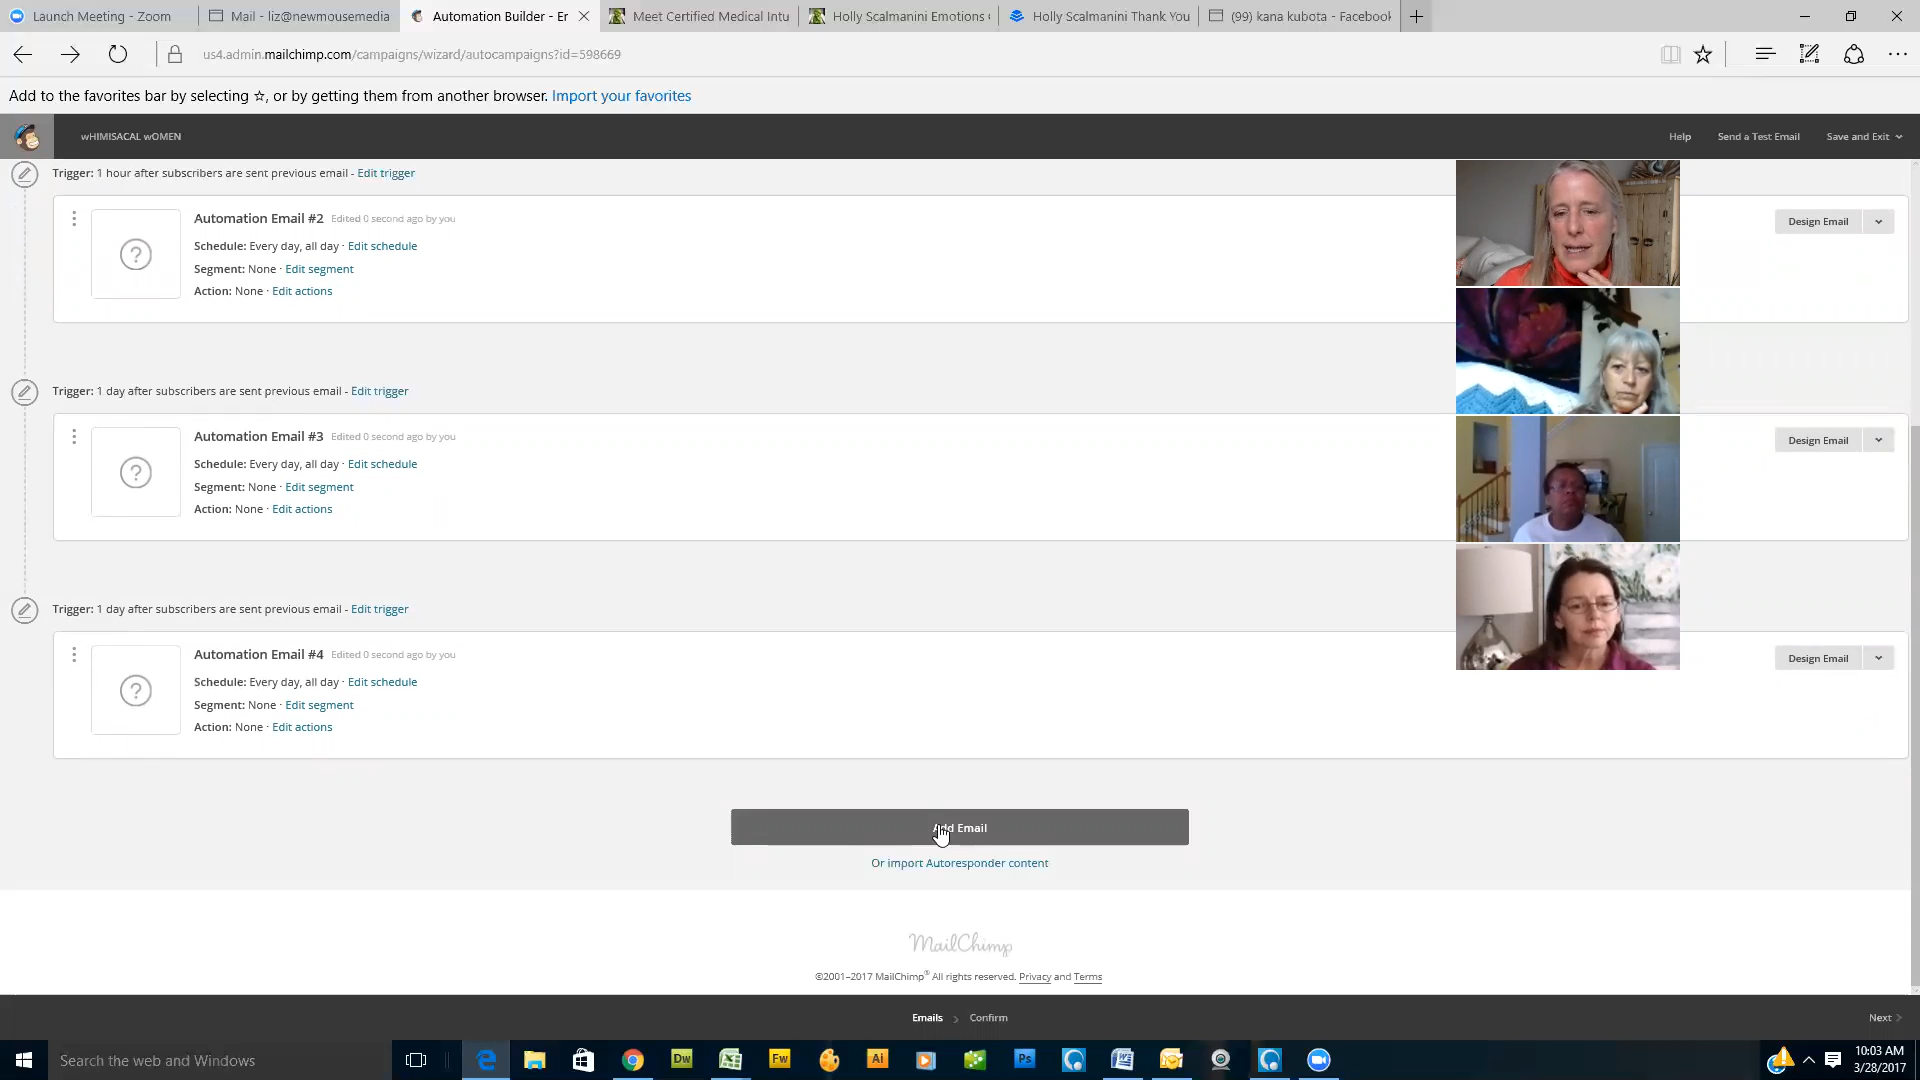 Launch Meeting - Zoom
Mail - liz@newmousemedia
Automation Builder - Er
Meet Certified Medical Intu
Holly Scalmanini Emotions
Holly Scalmanini Thank You
(99) kana kubota - Facebook
us4.admin.mailchimp.com/campaigns/wizard/autocampaigns?id=598669
Add to the favorites bar by selecting ☆, or by getting them from another browser. Import your favorites
wHIMISACAL wOMEN
Help
Send a Test Email
Save and Exit
Trigger: 1 hour after subscribers are sent previous email - Edit trigger
Automation Email #2 Edited 0 second ago by you
Design Email
Schedule: Every day, all day · Edit schedule
Segment: None · Edit segment
Action: None · Edit actions
Trigger: 1 day after subscribers are sent previous email - Edit trigger
Automation Email #3 Edited 0 second ago by you
Design Email
Schedule: Every day, all day · Edit schedule
Segment: None · Edit segment
Action: None · Edit actions
Trigger: 1 day after subscribers are sent previous email - Edit trigger
Automation Email #4 Edited 0 second ago by you
Design Email
Schedule: Every day, all day · Edit schedule
Segment: None · Edit segment
Action: None · Edit actions
Add Email
Or import Autoresponder content
MailChimp
©2001–2017 MailChimp® All rights reserved. Privacy and Terms
Emails > Confirm
Next >
Search the web and Windows
Dw
Fw
Ai
Ps
10:03 AM
3/28/2017